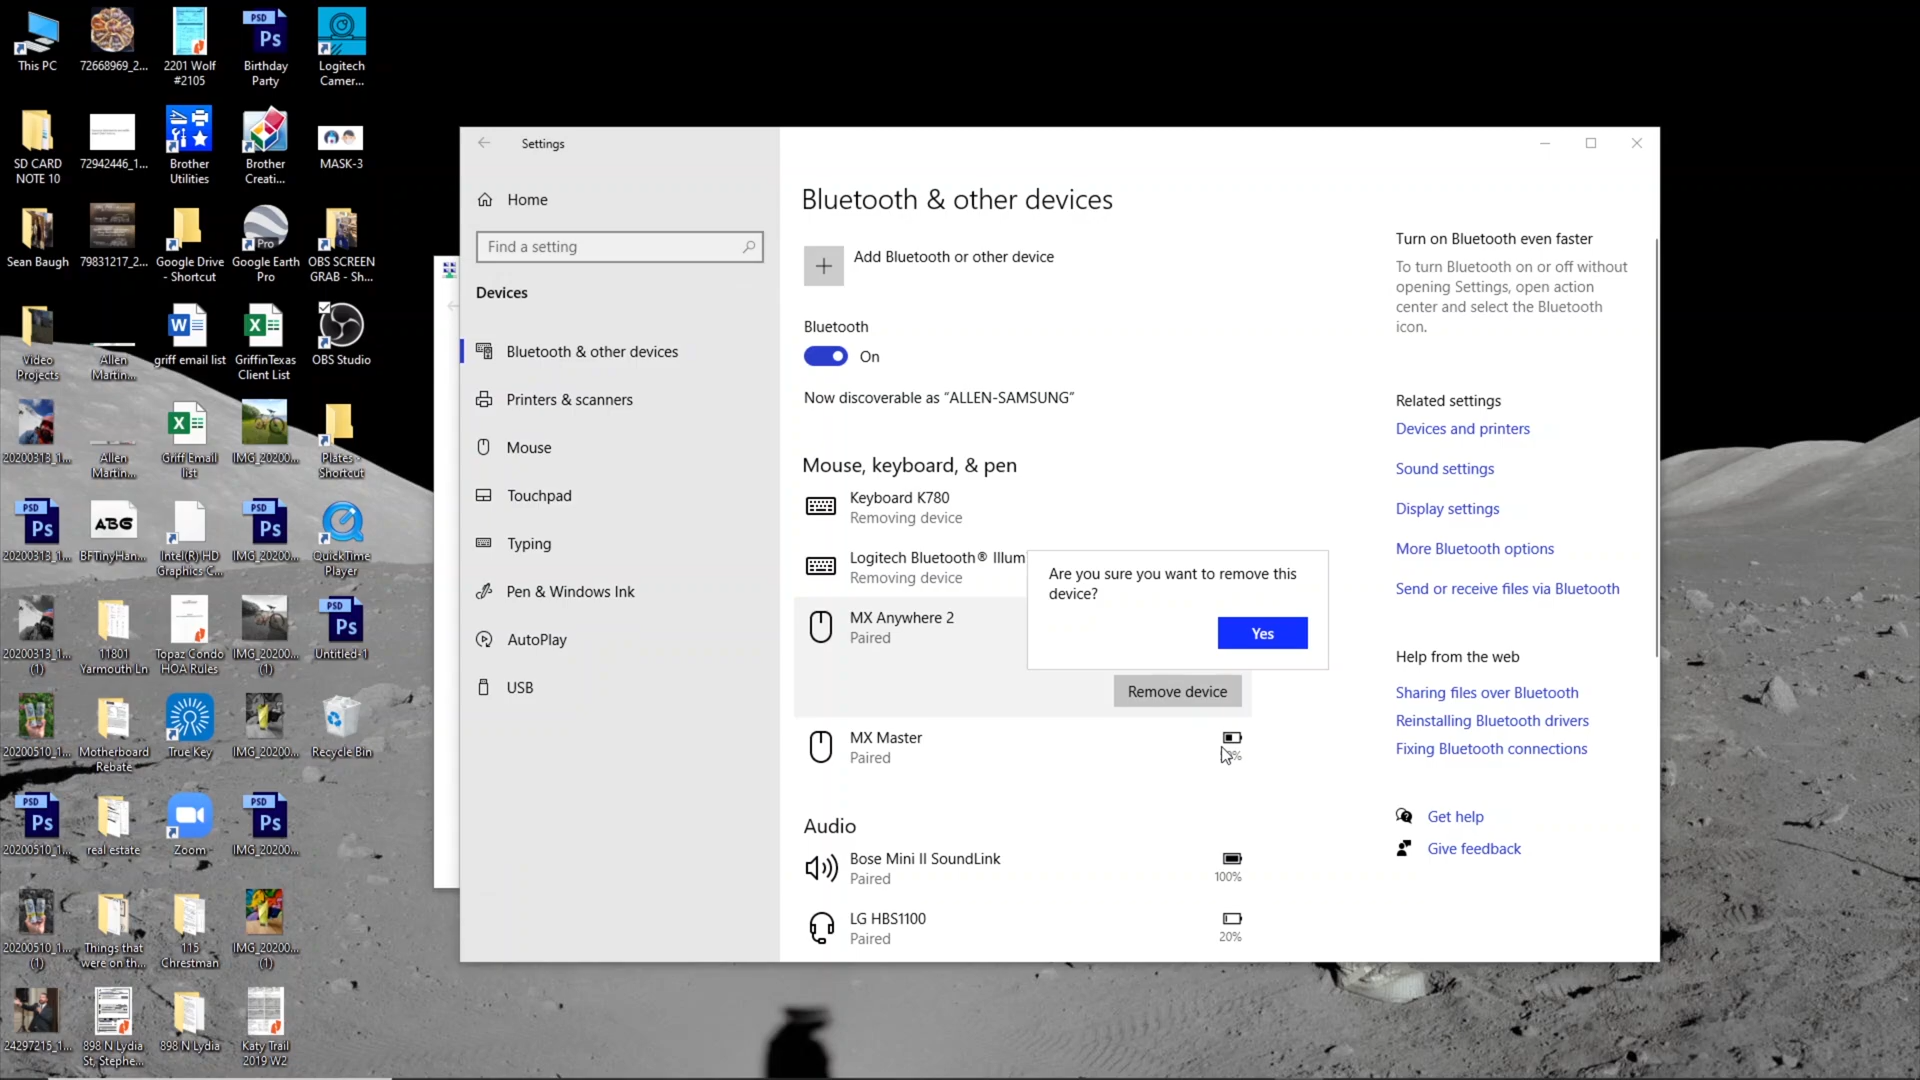 This PC
72668969_2...
2201 Wolf
#2105
Birthday
Party
Logitech
Camer...
SD CARD
NOTE 10
72942446_1...
Brother
Utilities
Brother
Creati...
MASK-3
Sean Baugh
79831217_2...
Google Drive
- Shortcut
Google Earth
Pro
OBS SCREEN
GRAB - Sh...
Video
Projects
Allen
Martin...
griff email list
GriffinTexas
Client List
OBS Studio
20200313_1...
Allen
Martin...
Griff Email
list
IMG_20200...
Plates -
Shortcut
20200313_1...
BFTinyHan...
Intel(R) HD
Graphics C...
IMG_20200...
QuickTime
Player
20200313_1...
(1)
11801
Yarmouth Ln
Topaz Condo
HOA Rules
IMG_20200...
(1)
Untitled-1
20200510_1...
Motherboard
Rebate
True Key
IMG_20200...
Recycle Bin
20200510_1...
real estate
Zoom
IMG_20200...
20200510_1...
(1)
Things that
were on th...
115
Chrestman
IMG_20200...
(1)
24297215_1...
898 N Lydia
St, Stephe...
898 N Lydia
Katy Trail
2019 W2
Settings
Home
Find a setting
Devices
Bluetooth & other devices
Printers & scanners
Mouse
Touchpad
Typing
Pen & Windows Ink
AutoPlay
USB
Bluetooth & other devices
Add Bluetooth or other device
Bluetooth
On
Now discoverable as “ALLEN-SAMSUNG”
Mouse, keyboard, & pen
Keyboard K780
Removing device
Logitech Bluetooth® Illum
Removing device
MX Anywhere 2
Paired
Are you sure you want to remove this
device?
Yes
Remove device
MX Master
Paired
Audio
Bose Mini II SoundLink
Paired
100%
LG HBS1100
Paired
20%
Turn on Bluetooth even faster
To turn Bluetooth on or off without
opening Settings, open action
center and select the Bluetooth
icon.
Related settings
Devices and printers
Sound settings
Display settings
More Bluetooth options
Send or receive files via Bluetooth
Help from the web
Sharing files over Bluetooth
Reinstalling Bluetooth drivers
Fixing Bluetooth connections
Get help
Give feedback